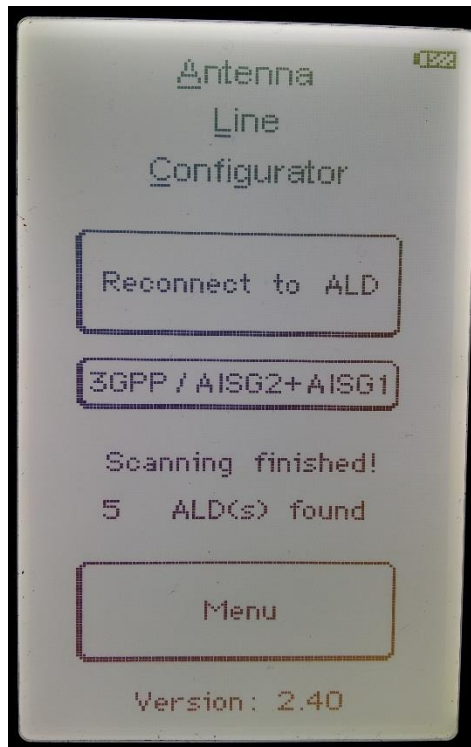 Antenna
Line
Configurator
Reconnect to ALD
3GPP / AISG2+AISG1
Scanning finished!
5 ALD(s) found
Menu
Version: 2.40